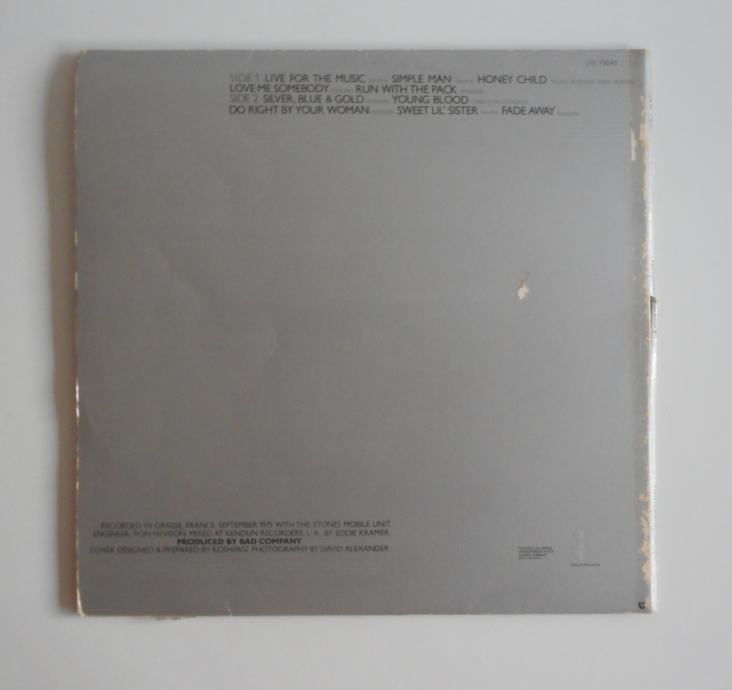 SIDE 1 LIVE FOR THE MUSIC SIMPLE MAN HONEY CHILD
LOVE ME SOMEBODY RUN WITH THE PACK
SIDE 2 SILVER, BLUE & GOLD YOUNG BLOOD
DO RIGHT BY YOUR WOMAN SWEET LIL' SISTER FADE AWAY
RECORDED IN GRASSE, FRANCE, SEPTEMBER 1975 WITH THE STONES MOBILE UNIT.
ENGINEER: RON NEVISON. MIXED AT KENDUN RECORDERS, L. A., BY EDDIE KRAMER.
PRODUCED BY BAD COMPANY
COVER DESIGNED & PREPARED BY KOSH/AGI. PHOTOGRAPHY BY DAVID ALEXANDER.